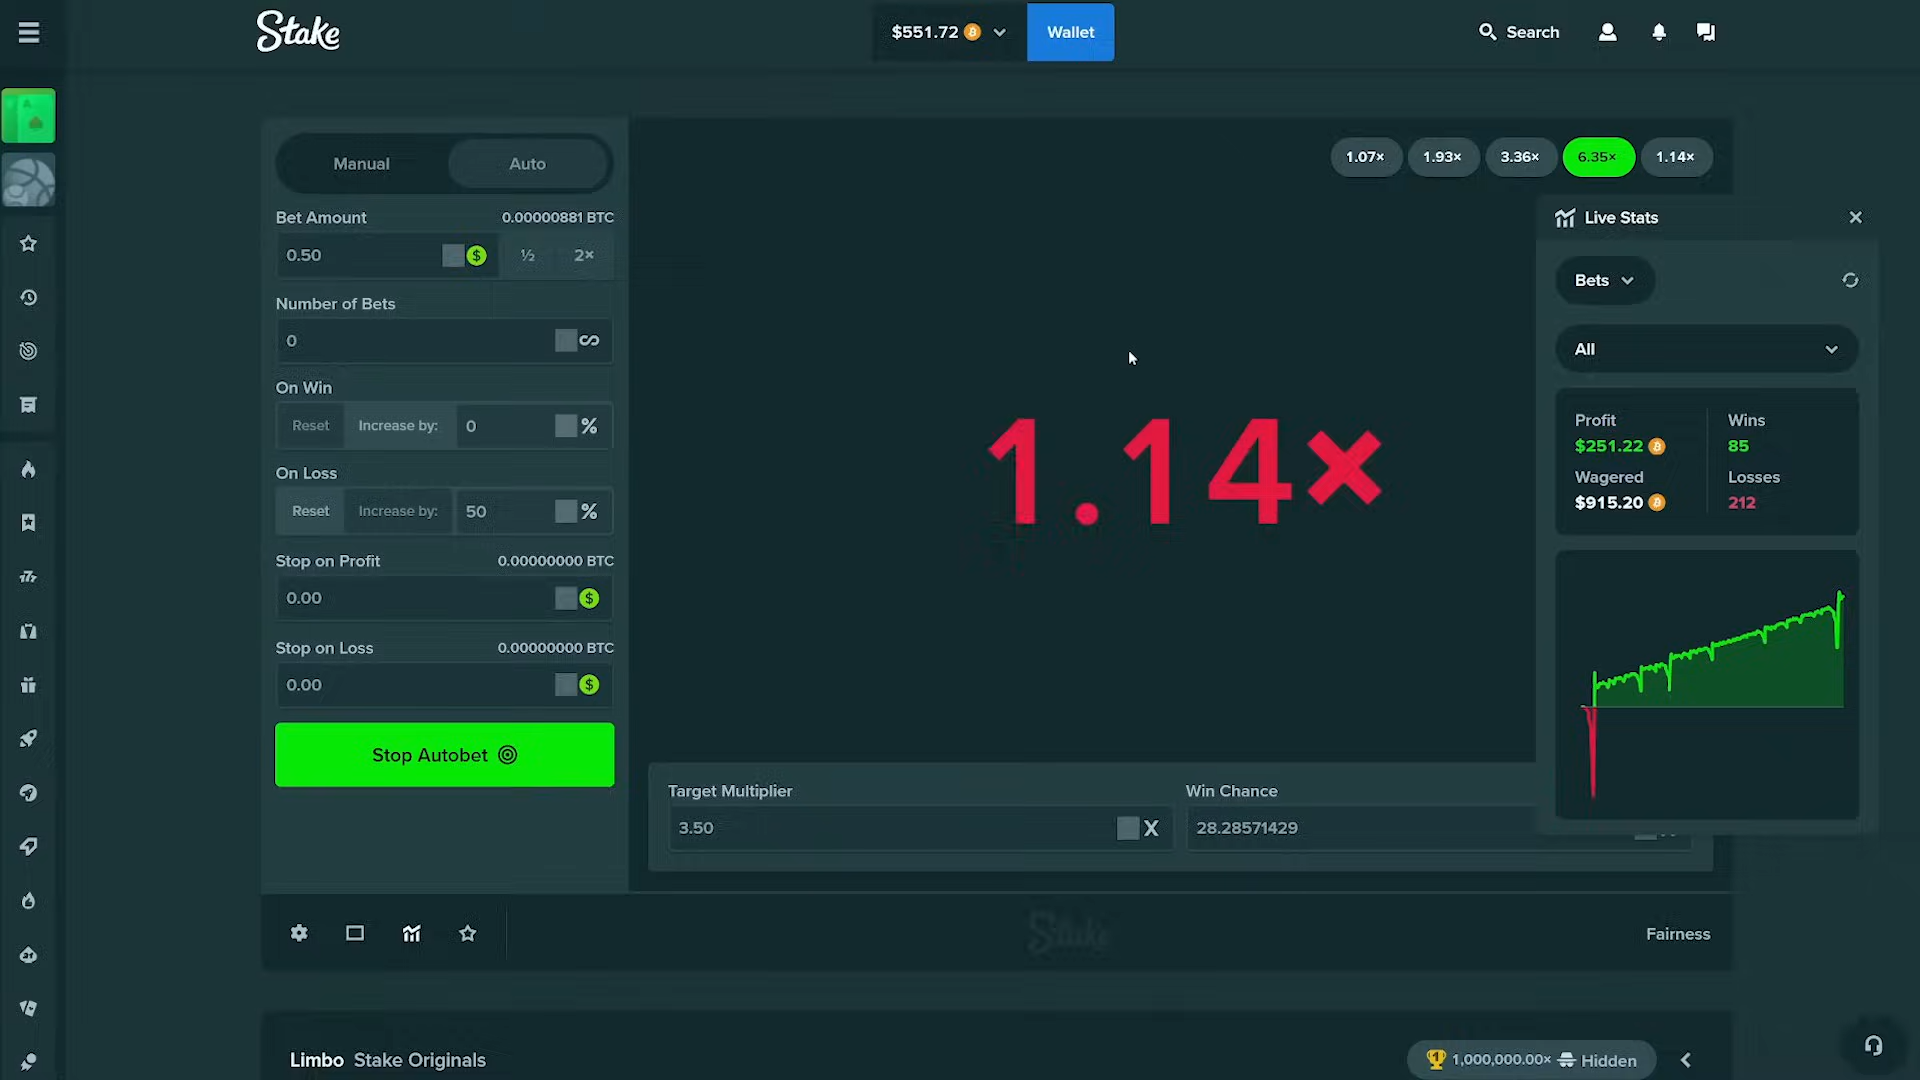 Stake
$551.72
Wallet
Search
Manual
Auto
1.07×
1.93×
3.36×
6.35×
1.14×
Bet Amount
0.00000881 BTC
0.50
$
½
2×
Live Stats
Bets
Number of Bets
0
∞
All
On Win
Reset
Increase by:
0
%
1.14×
Profit
$251.22
Wins
85
Wagered
$915.20
Losses
212
On Loss
Reset
Increase by:
50
%
Stop on Profit
0.00000000 BTC
0.00
$
Stop on Loss
0.00000000 BTC
0.00
$
Stop Autobet
Target Multiplier
3.50
X
Win Chance
28.28571429
Stake
Fairness
Limbo Stake Originals
1,000,000.00×
Hidden